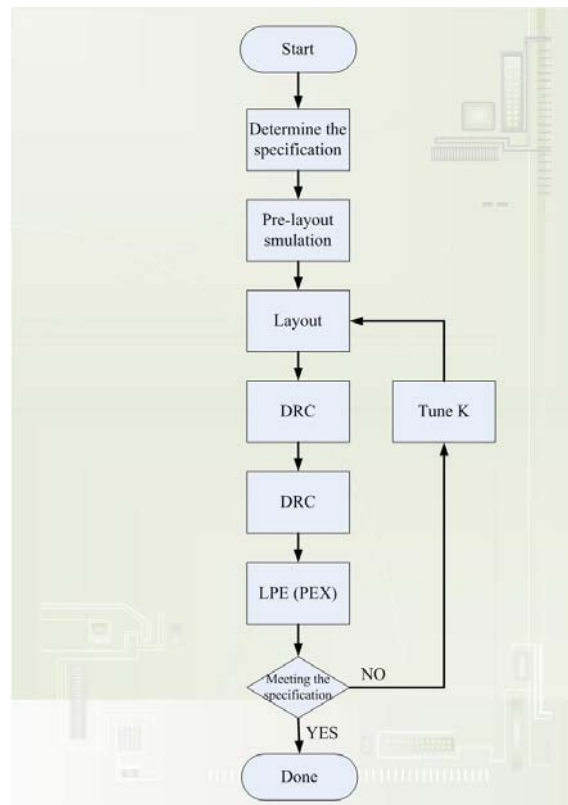 Start
Determine the
specification
Pre-layout
smulation
Layout
DRC
Tune K
DRC
LPE (PEX)
Meeting the
specification
NO
YES
Done